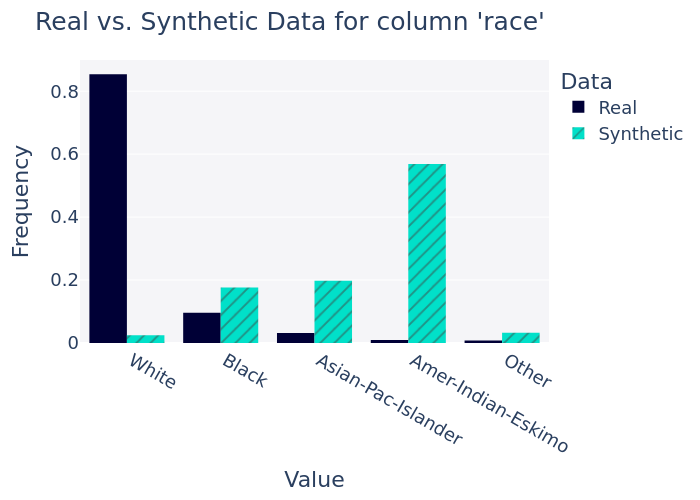 Real vs. Synthetic Data for column 'race'
Data
Real
Synthetic
Frequency
0.8
0.6
0.4
0.2
0
White
Black
Asian-Pac-Islander
Amer-Indian-Eskimo
Other
Value